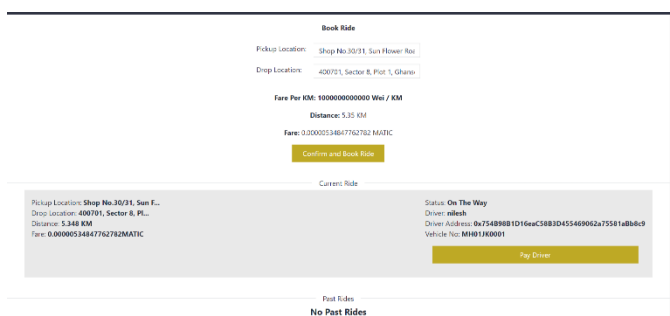 Book Ride
Pickup Location: Shop No.30/31, Sun Flower Roa
Drop Location: 400701, Sector 8, Plot 1, Ghanso
Fare Per KM: 1000000000000 Wei / KM
Distance: 5.35 KM
Fare: 0.00000534847762782 MATIC
Confirm and Book Ride
Current Ride
Pickup Location: Shop No.30/31, Sun F...
Drop Location: 400701, Sector 8, Pl...
Distance: 5.348 KM
Fare: 0.00000534847762782MATIC
Status: On The Way
Driver: nilesh
Driver Address: 0x754B98B1D16eaC58B3D455469062a75581aBb8c9
Vehicle No: MH01JK0001
Pay Driver
Past Rides
No Past Rides